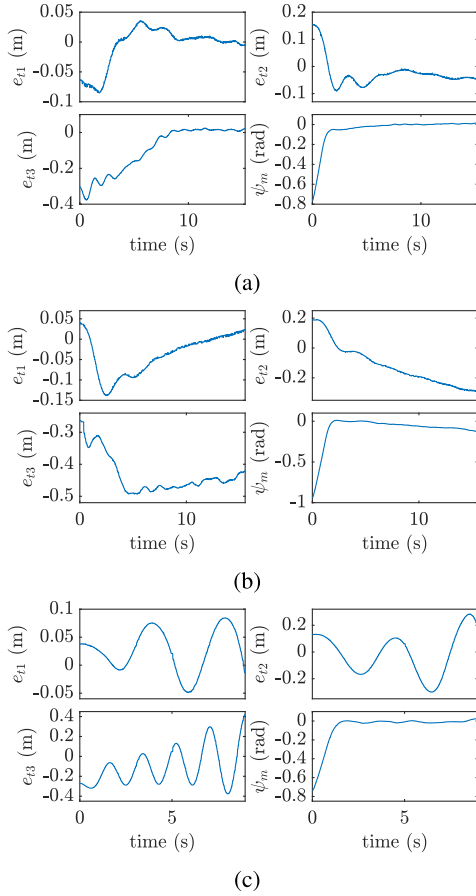 0.05
0
-0.05
-0.1
e_{t1} (m)
0.2
0.1
0
-0.1
e_{t2} (m)
0
-0.2
-0.4
e_{t3} (m)
0
10
time (s)
0
-0.2
-0.4
-0.6
-0.8
ψ_m (rad)
0
10
time (s)
(a)
0.05
0
-0.05
-0.1
-0.15
e_{t1} (m)
0.2
0
-0.2
e_{t2} (m)
-0.3
-0.4
-0.5
e_{t3} (m)
0
10
time (s)
0
-0.5
-1
ψ_m (rad)
0
10
time (s)
(b)
0.1
0.05
0
-0.05
e_{t1} (m)
0.2
0
-0.2
e_{t2} (m)
0.4
0.2
0
-0.2
-0.4
e_{t3} (m)
0
5
time (s)
0
-0.2
-0.4
-0.6
-0.8
ψ_m (rad)
0
5
time (s)
(c)